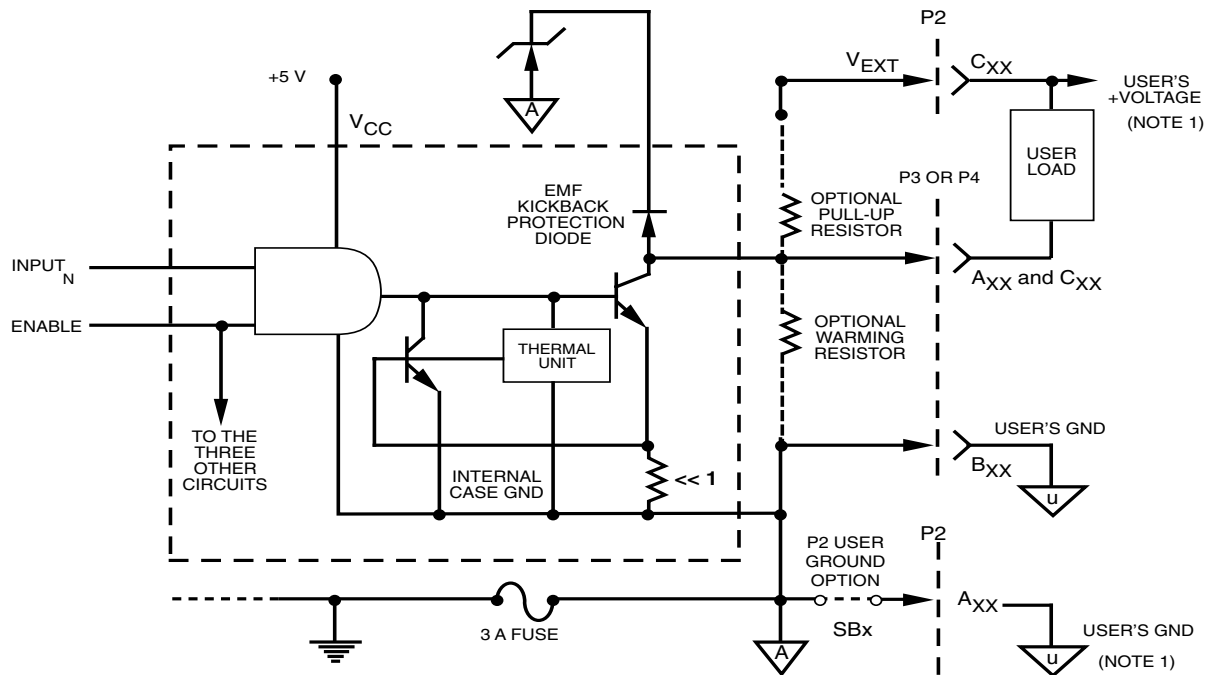 P2
+5 V
VEXT
CXX
USER'S
+VOLTAGE
(NOTE 1)
A
VCC
USER
LOAD
P3 OR P4
EMF
KICKBACK
PROTECTION
DIODE
OPTIONAL
PULL-UP
RESISTOR
INPUTN
AXX and CXX
ENABLE
OPTIONAL
WARMING
RESISTOR
THERMAL
UNIT
TO THE
THREE
OTHER
CIRCUITS
USER'S GND
BXX
INTERNAL
CASE GND
<< 1
u
P2 USER
GROUND
OPTION
P2
AXX
3 A FUSE
SBx
A
USER'S GND
(NOTE 1)
u